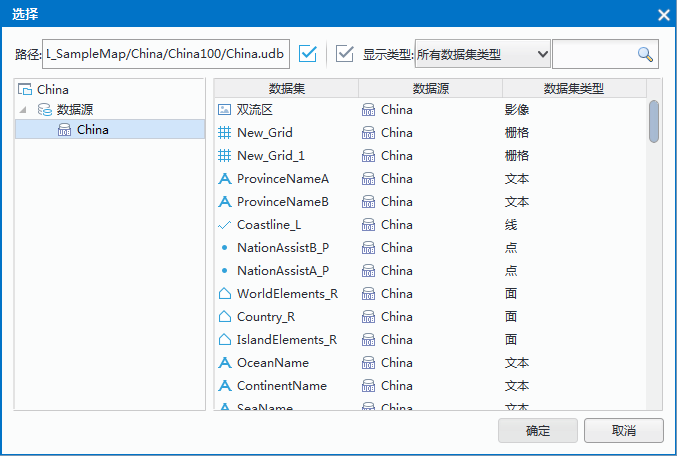 选择
路径: L_SampleMap/China/China100/China.udb 显示类型: 所有数据集类型
China
数据源
China
数据集 数据源 数据集类型
双流区 China 影像
New_Grid China 栅格
New_Grid_1 China 栅格
ProvinceNameA China 文本
ProvinceNameB China 文本
Coastline_L China 线
NationAssistB_P China 点
NationAssistA_P China 点
WorldElements_R China 面
Country_R China 面
IslandElements_R China 面
OceanName China 文本
ContinentName China 文本
SeaName China 文本
确定 取消